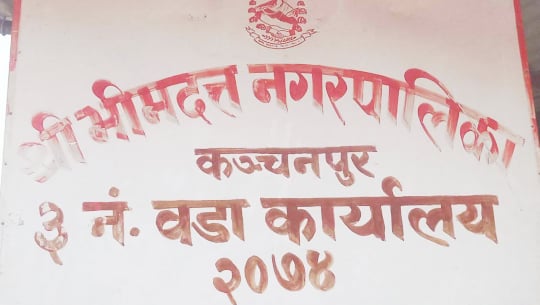 श्री भीमदत्त नगरपालिका
कञ्चनपुर
३ नं. वडा कार्यालय
२०७४